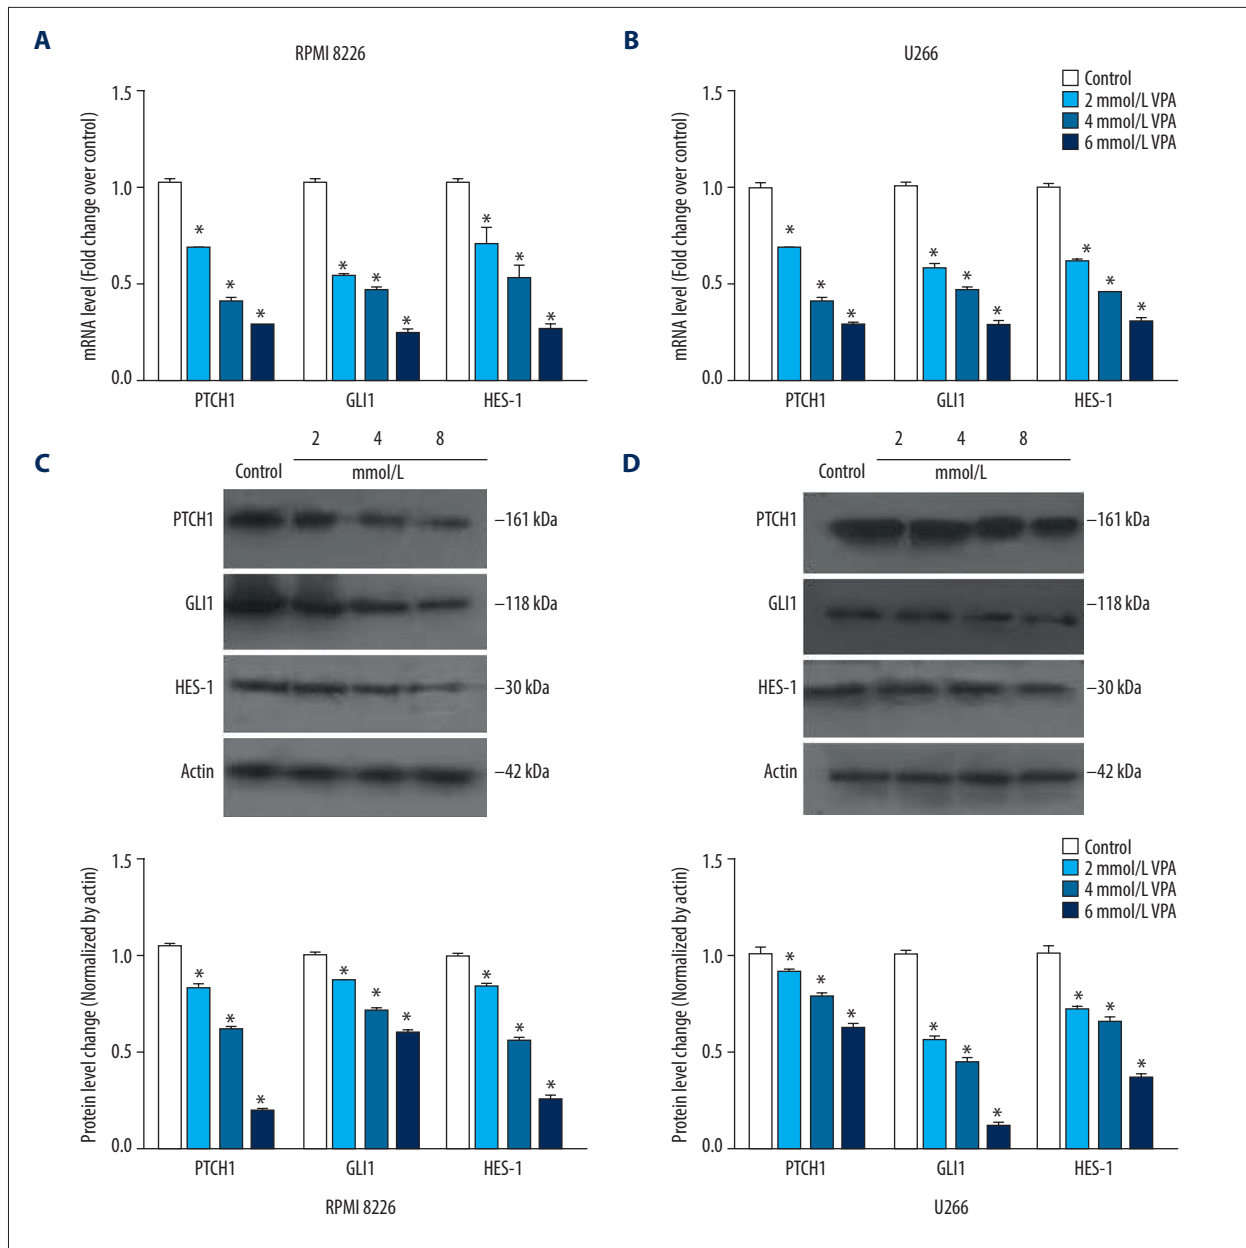 A
RPMI 8226
mRNA level (Fold change over control)
1.5
1.0
0.5
0.0
* * * * * * * * *
PTCH1 GLI1 HES-1
B
U266
Control
2 mmol/L VPA
4 mmol/L VPA
6 mmol/L VPA
mRNA level (Fold change over control)
1.5
1.0
0.5
0.0
* * * * * * * * *
PTCH1 GLI1 HES-1
C
2 4 8
Control mmol/L
PTCH1 –161 kDa
GLI1 –118 kDa
HES-1 –30 kDa
Actin –42 kDa
Protein level change (Normalized by actin)
1.5
1.0
0.5
0.0
* * * * * * * * *
PTCH1 GLI1 HES-1
RPMI 8226
D
2 4 8
Control mmol/L
PTCH1 –161 kDa
GLI1 –118 kDa
HES-1 –30 kDa
Actin –42 kDa
Control
2 mmol/L VPA
4 mmol/L VPA
6 mmol/L VPA
Protein level change (Normalized by actin)
1.5
1.0
0.5
0.0
* * * * * * * * *
PTCH1 GLI1 HES-1
U266